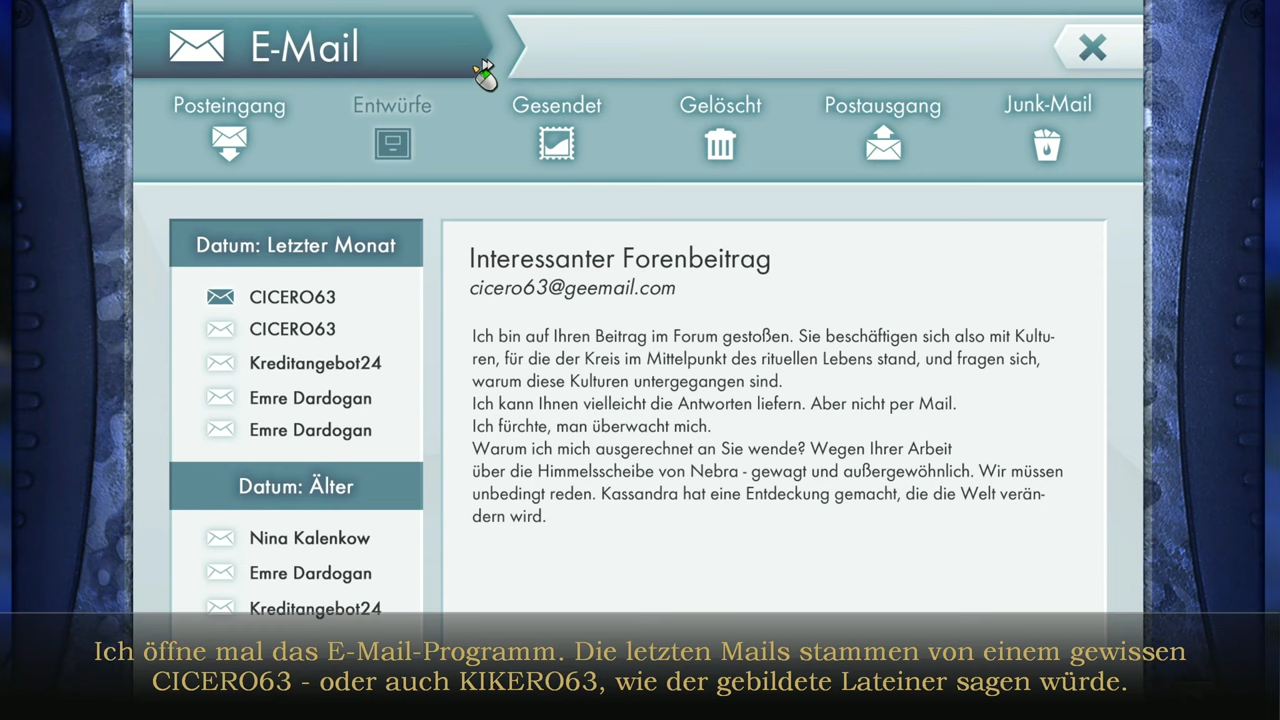 E-Mail
Posteingang
Entwürfe
Gesendet
Gelöscht
Postausgang
Junk-Mail
Datum: Letzter Monat
CICERO63
CICERO63
Kreditangebot24
Emre Dardogan
Emre Dardogan
Datum: Älter
Nina Kalenkow
Emre Dardogan
Kreditangebot24
Interessanter Forenbeitrag
cicero63@geemail.com
Ich bin auf Ihren Beitrag im Forum gestoßen. Sie beschäftigen sich also mit Kultu-
ren, für die der Kreis im Mittelpunkt des rituellen Lebens stand, und fragen sich,
warum diese Kulturen untergegangen sind.
Ich kann Ihnen vielleicht die Antworten liefern. Aber nicht per Mail.
Ich fürchte, man überwacht mich.
Warum ich mich ausgerechnet an Sie wende? Wegen Ihrer Arbeit
über die Himmelsscheibe von Nebra - gewagt und außergewöhnlich. Wir müssen
unbedingt reden. Kassandra hat eine Entdeckung gemacht, die die Welt verän-
dern wird.
Ich öffne mal das E-Mail-Programm. Die letzten Mails stammen von einem gewissen
CICERO63 - oder auch KIKERO63, wie der gebildete Lateiner sagen würde.